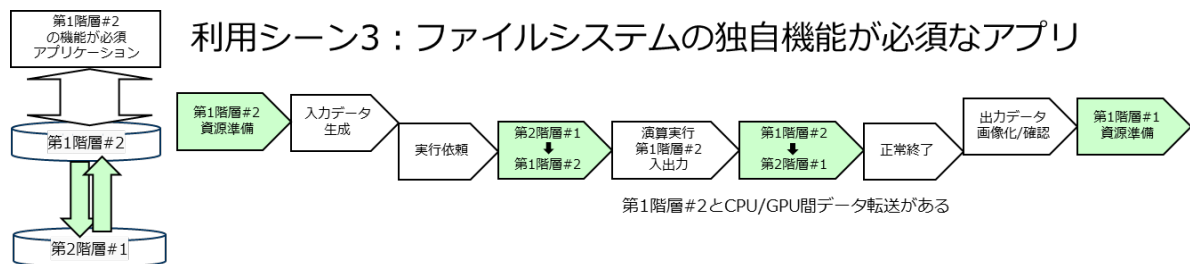 第1階層#2
の機能が必須
アプリケーション
利用シーン3：ファイルシステムの独自機能が必須なアプリ
第1階層#2
第2階層#1
第1階層#2
資源準備
入力データ
生成
実行依頼
第2階層#1
⬇
第1階層#2
演算実行
第1階層#2
入出力
第1階層#2
⬇
第2階層#1
正常終了
出力データ
画像化/確認
第1階層#1
資源準備
第1階層#2とCPU/GPU間データ転送がある